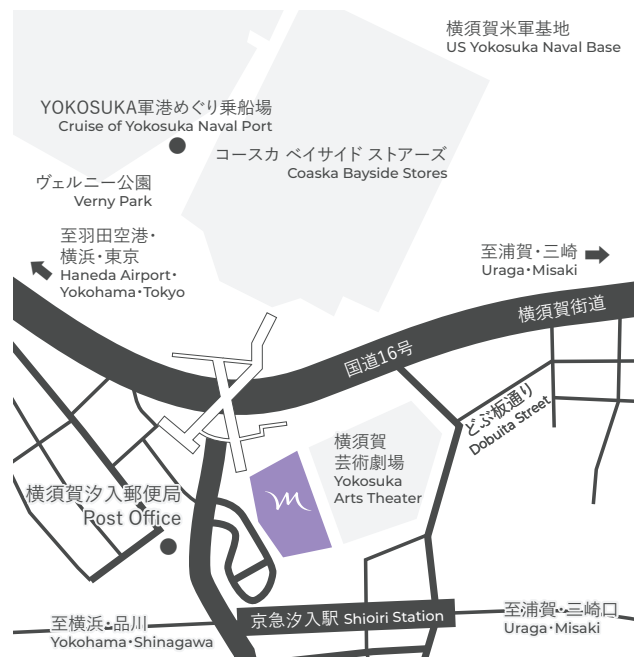 横須賀米軍基地
US Yokosuka Naval Base
YOKOSUKA軍港めぐり乗船場
Cruise of Yokosuka Naval Port
コースカ ベイサイド ストアーズ
Coaska Bayside Stores
ヴェルニー公園
Verny Park
至羽田空港・
横浜・東京
Haneda Airport・
Yokohama・Tokyo
至浦賀・三崎
Uraga・Misaki
横須賀街道
国道16号
どぶ板通り
Dobuita Street
横須賀
芸術劇場
Yokosuka
Arts Theater
横須賀汐入郵便局
Post Office
京急汐入駅 Shioiri Station
至横浜・品川
Yokohama・Shinagawa
至浦賀・三崎口
Uraga・Misaki